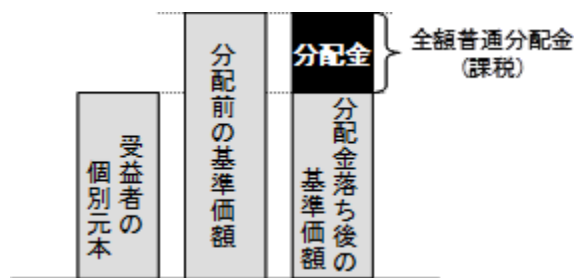 受益者の
個別元本
分配前の基準価額
分配金
分配金落ち後の
基準価額
全額普通分配金
(課税)